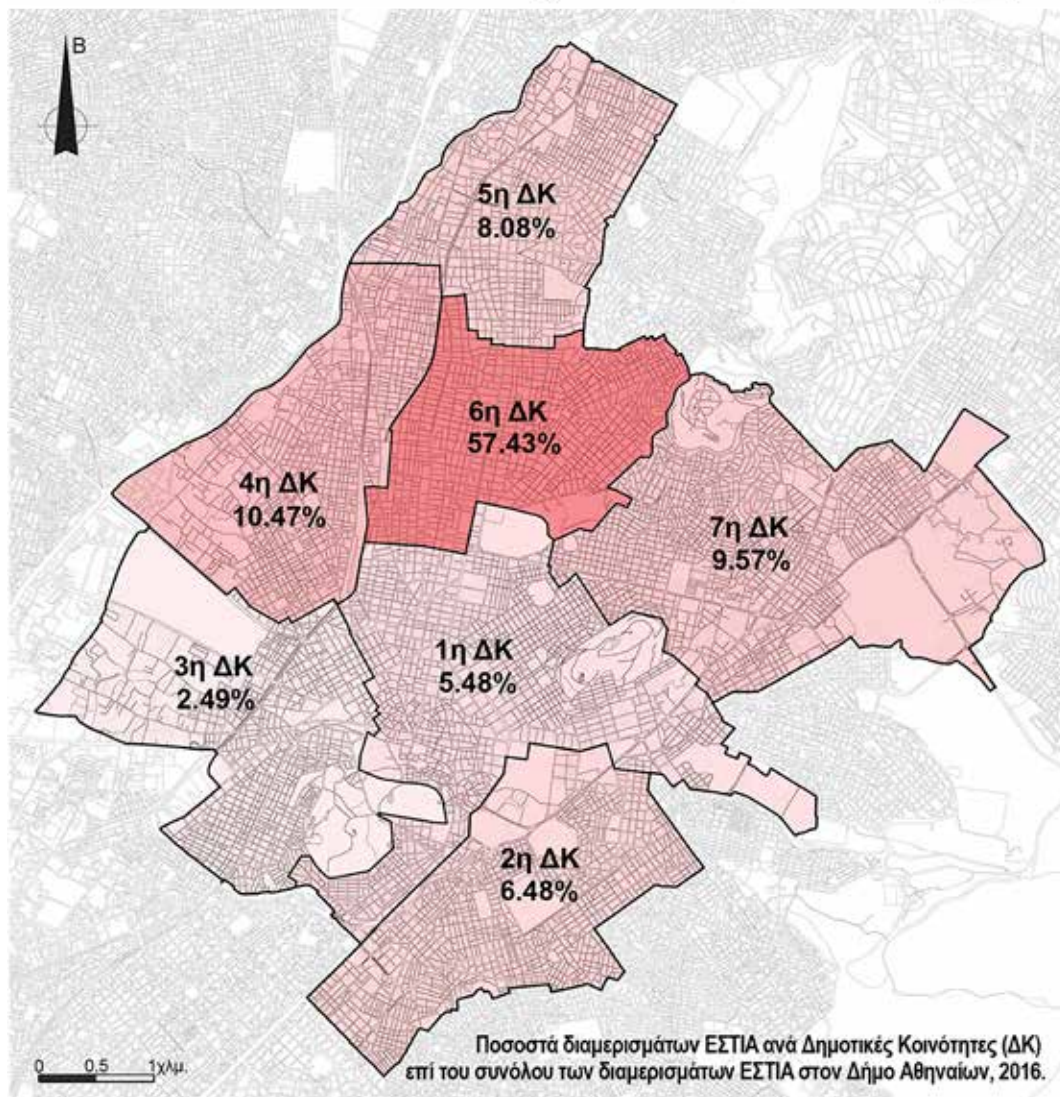 Β
5η ΔΚ
8.08%
6η ΔΚ
57.43%
4η ΔΚ
10.47%
7η ΔΚ
9.57%
1η ΔΚ
5.48%
3η ΔΚ
2.49%
2η ΔΚ
6.48%
0 0.5 1χλμ.
Ποσοστά διαμερισμάτων ΕΣΤΙΑ ανά Δημοτικές Κοινότητες (ΔΚ)
επί του συνόλου των διαμερισμάτων ΕΣΤΙΑ στον Δήμο Αθηναίων, 2016.